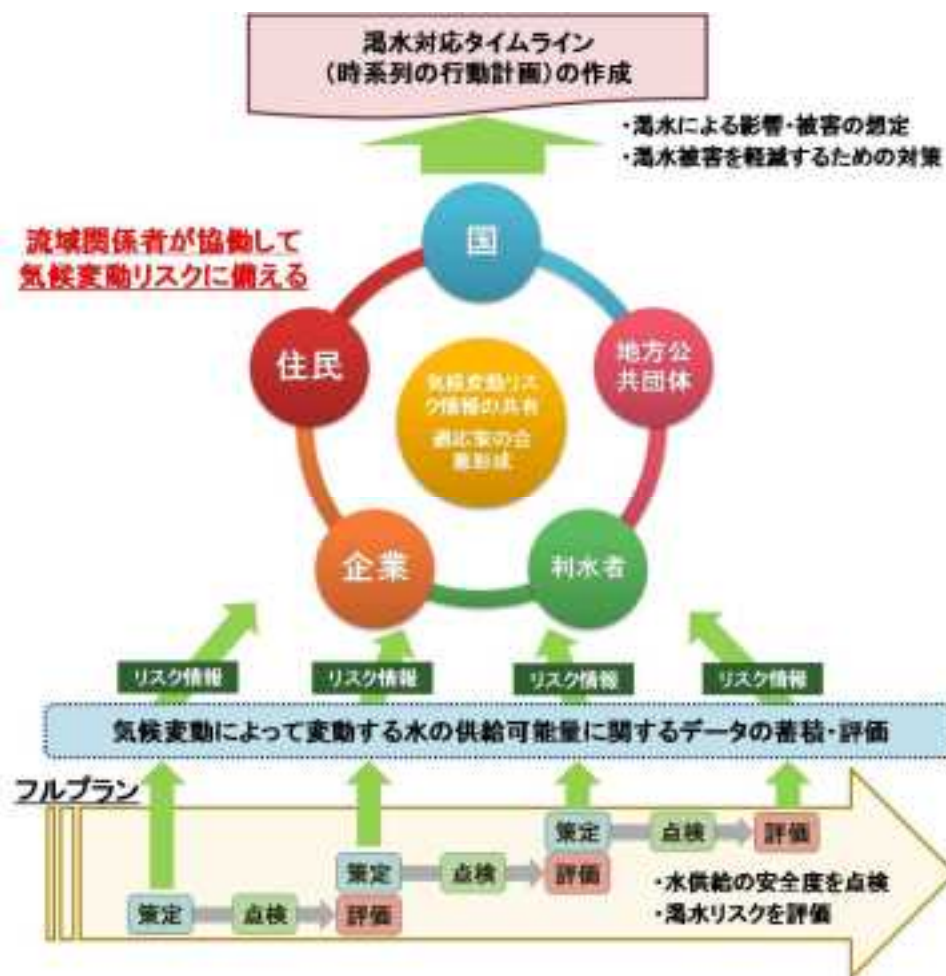 渇水対応タイムライン
(時系列の行動計画)の作成
・渇水による影響・被害の想定
・渇水被害を軽減するための対策
流域関係者が協働して
気候変動リスクに備える
国
住民
地方公
共団体
気候変動リス
ク情報の共有
適応策の合
意形成
企業
利水者
リスク情報
リスク情報
リスク情報
リスク情報
気候変動によって変動する水の供給可能量に関するデータの蓄積・評価
フルプラン
策定
点検
評価
策定
点検
評価
策定
点検
評価
・水供給の安全度を点検
・渇水リスクを評価